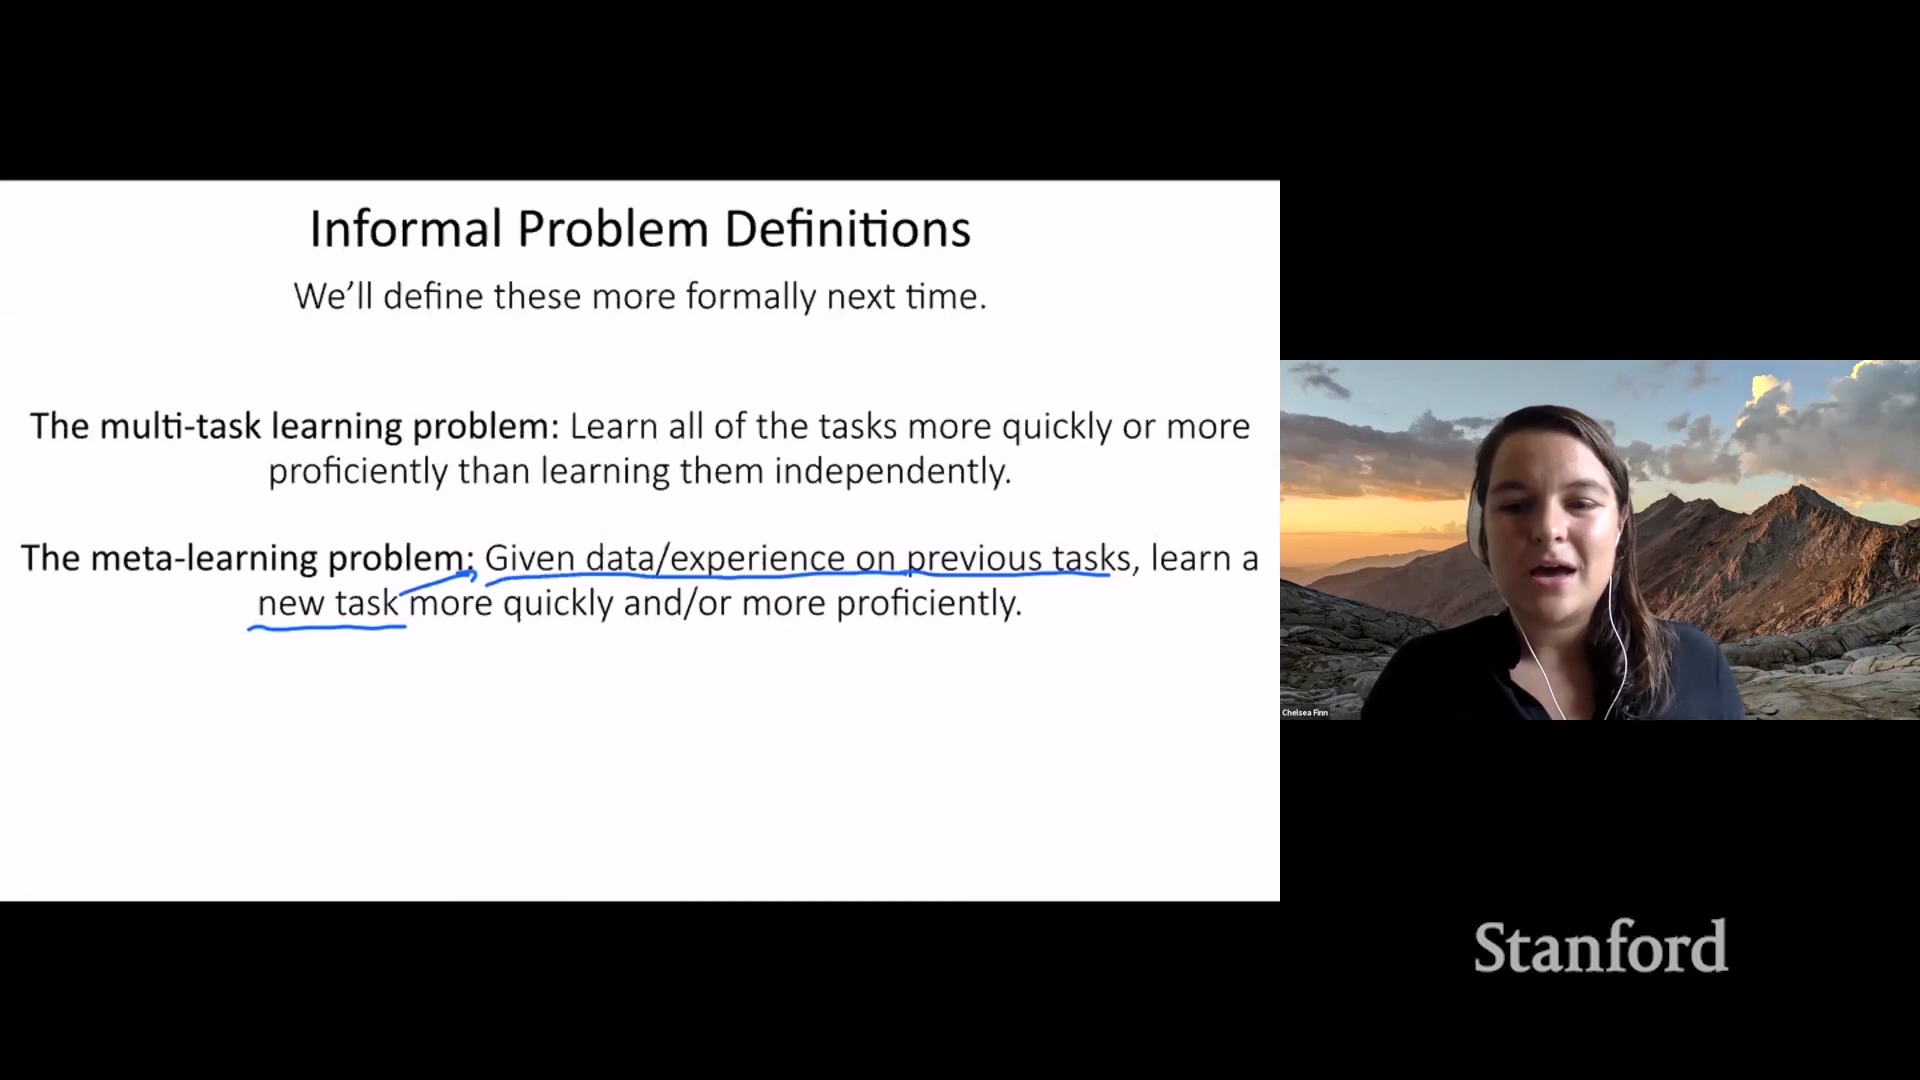 Informal Problem Definitions
We’ll define these more formally next time.
The multi-task learning problem: Learn all of the tasks more quickly or more
proficiently than learning them independently.
The meta-learning problem: Given data/experience on previous tasks, learn a
new task more quickly and/or more proficiently.
Chelsea Finn
Stanford